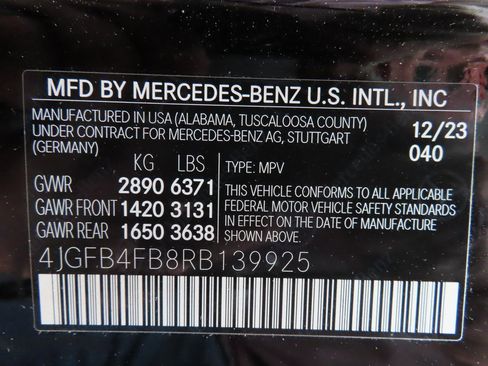 MFD BY MERCEDES-BENZ U.S. INTL., INC
MANUFACTURED IN USA (ALABAMA, TUSCALOOSA COUNTY)
UNDER CONTRACT FOR MERCEDES-BENZ AG, STUTTGART
(GERMANY)
12/23
040
KG LBS
GVWR 2890 6371
GAWR FRONT 1420 3131
GAWR REAR 1650 3638
TYPE: MPV
THIS VEHICLE CONFORMS TO ALL APPLICABLE
FEDERAL MOTOR VEHICLE SAFETY STANDARDS
IN EFFECT ON THE DATE OF MANUFACTURE
SHOWN ABOVE.
4JGFB4FB8RB139925